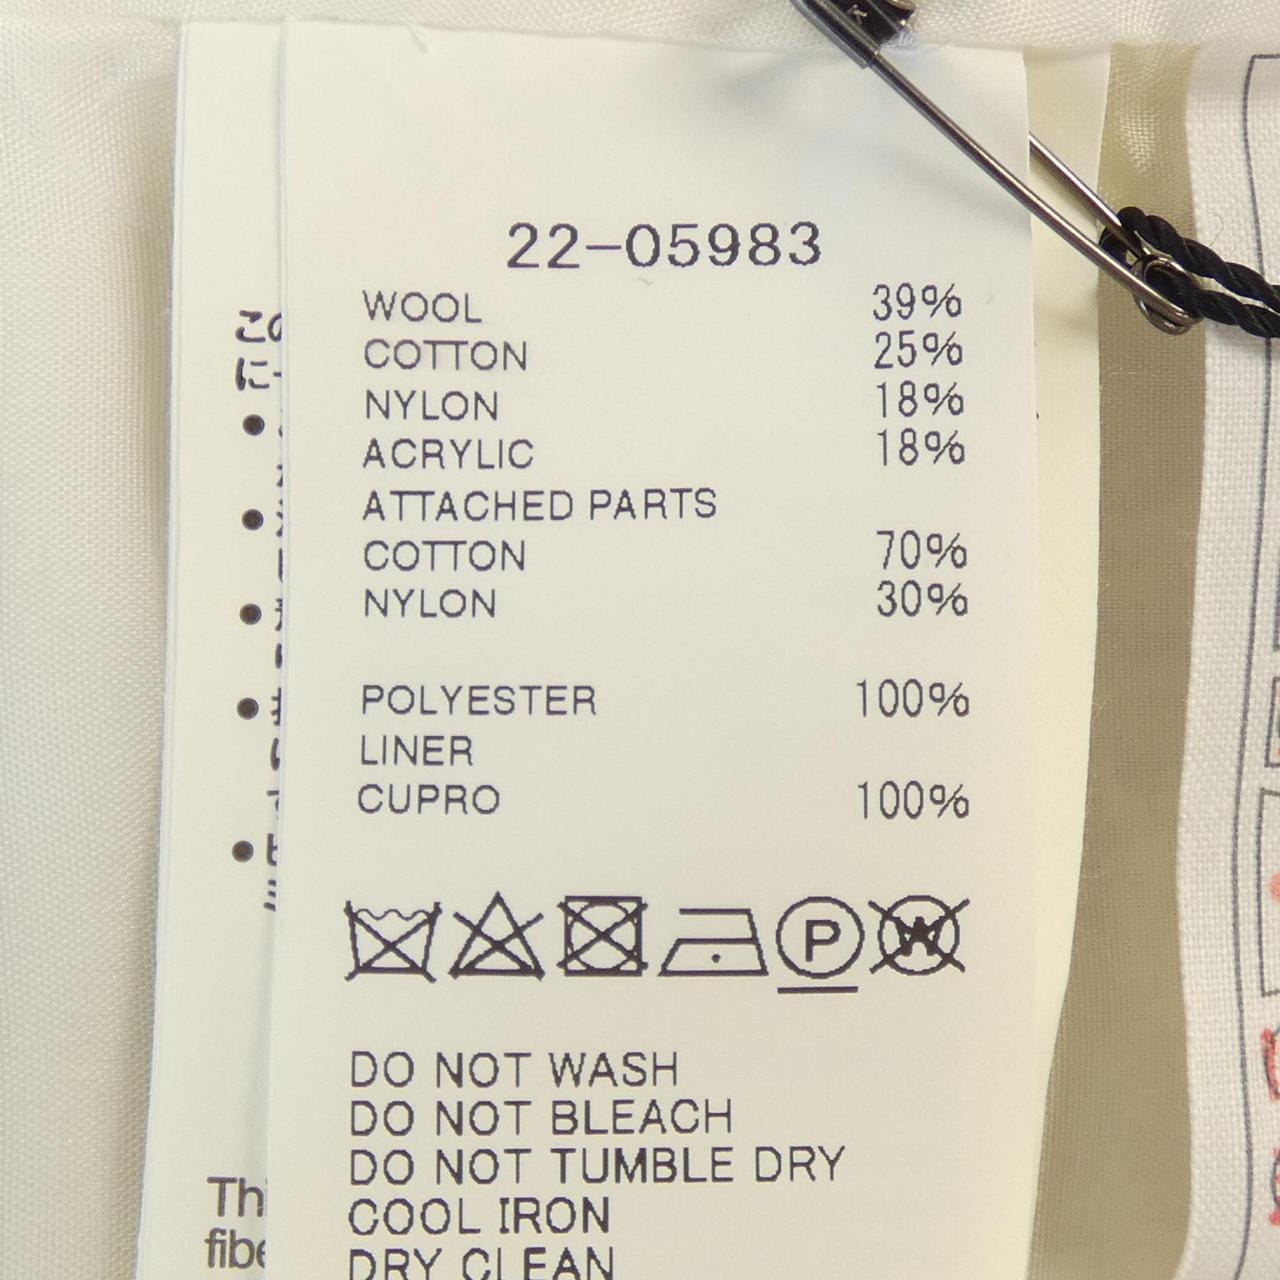 22-05983
WOOL 39%
COTTON 25%
NYLON 18%
ACRYLIC 18%
ATTACHED PARTS
COTTON 70%
NYLON 30%
POLYESTER 100%
LINER
CUPRO 100%
P W
DO NOT WASH
DO NOT BLEACH
DO NOT TUMBLE DRY
COOL IRON
DRY CLEAN